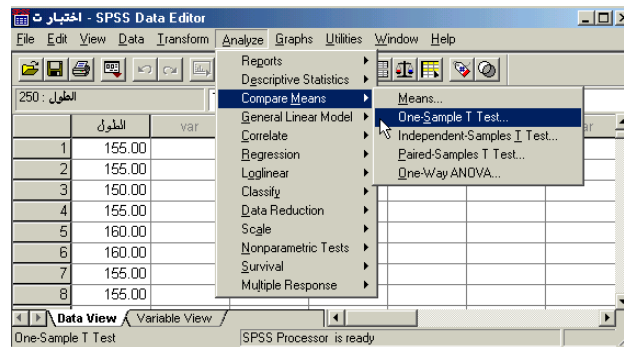 اختبار ت - SPSS Data Editor
File Edit View Data Transform Analyze Graphs Utilities Window Help
250 : الطول
الطول var
1 155.00
2 155.00
3 150.00
4 155.00
5 160.00
6 160.00
7 155.00
8 155.00
Reports
Descriptive Statistics
Compare Means
General Linear Model
Correlate
Regression
Loglinear
Classify
Data Reduction
Scale
Nonparametric Tests
Survival
Multiple Response
Means...
One-Sample T Test...
Independent-Samples T Test...
Paired-Samples T Test...
One-Way ANOVA...
Data View Variable View
One-Sample T Test SPSS Processor is ready